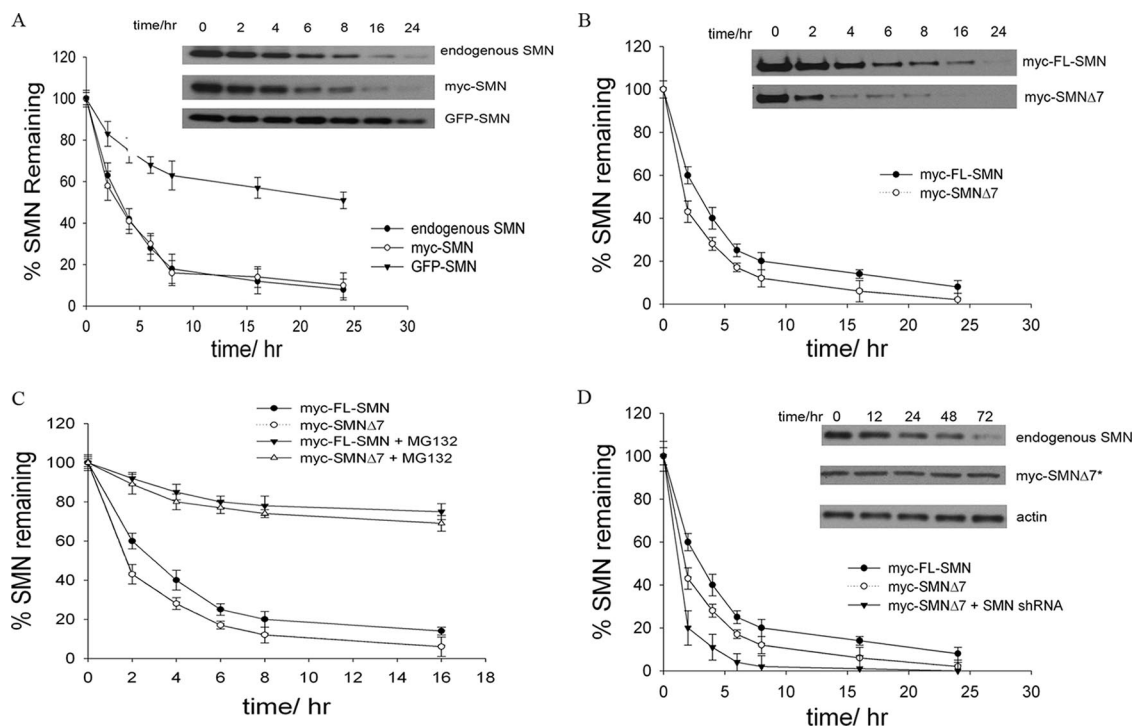 A
time/hr 0 2 4 6 8 16 24
endogenous SMN
myc-SMN
GFP-SMN
% SMN Remaining
120
100
80
60
40
20
0
endogenous SMN
myc-SMN
GFP-SMN
0 5 10 15 20 25 30
time/ hr
B
time/hr 0 2 4 6 8 16 24
myc-FL-SMN
myc-SMNΔ7
% SMN remaining
120
100
80
60
40
20
0
myc-FL-SMN
myc-SMNΔ7
0 5 10 15 20 25 30
time/ hr
C
myc-FL-SMN
myc-SMNΔ7
myc-FL-SMN + MG132
myc-SMNΔ7 + MG132
% SMN remaining
120
100
80
60
40
20
0
0 2 4 6 8 10 12 14 16 18
time/ hr
D
time/hr 0 12 24 48 72
endogenous SMN
myc-SMNΔ7*
actin
% SMN remaining
120
100
80
60
40
20
0
myc-FL-SMN
myc-SMNΔ7
myc-SMNΔ7 + SMN shRNA
0 5 10 15 20 25 30
time/ hr